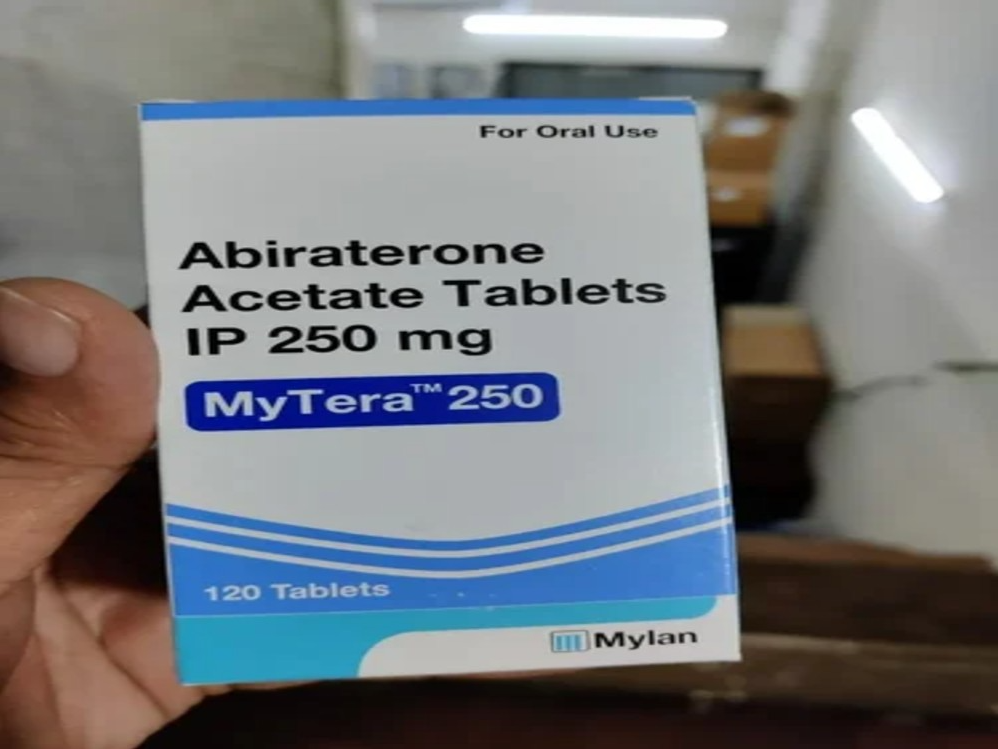 For Oral Use
Abiraterone
Acetate Tablets
IP 250 mg
MyTera™ 250
120 Tablets
Mylan